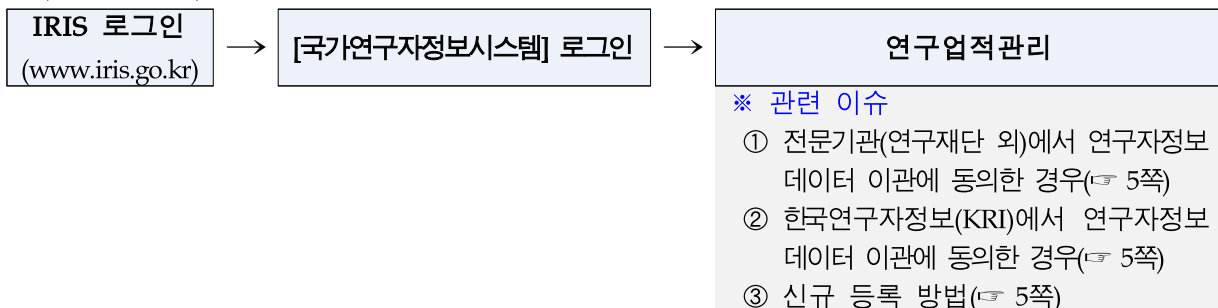 IRIS 로그인
(www.iris.go.kr)
→
[국가연구자정보시스템] 로그인
→
연구업적관리
※ 관련 이슈
① 전문기관(연구재단 외)에서 연구자정보
데이터 이관에 동의한 경우(☞ 5쪽)
② 한국연구자정보(KRI)에서 연구자정보
데이터 이관에 동의한 경우(☞ 5쪽)
③ 신규 등록 방법(☞ 5쪽)